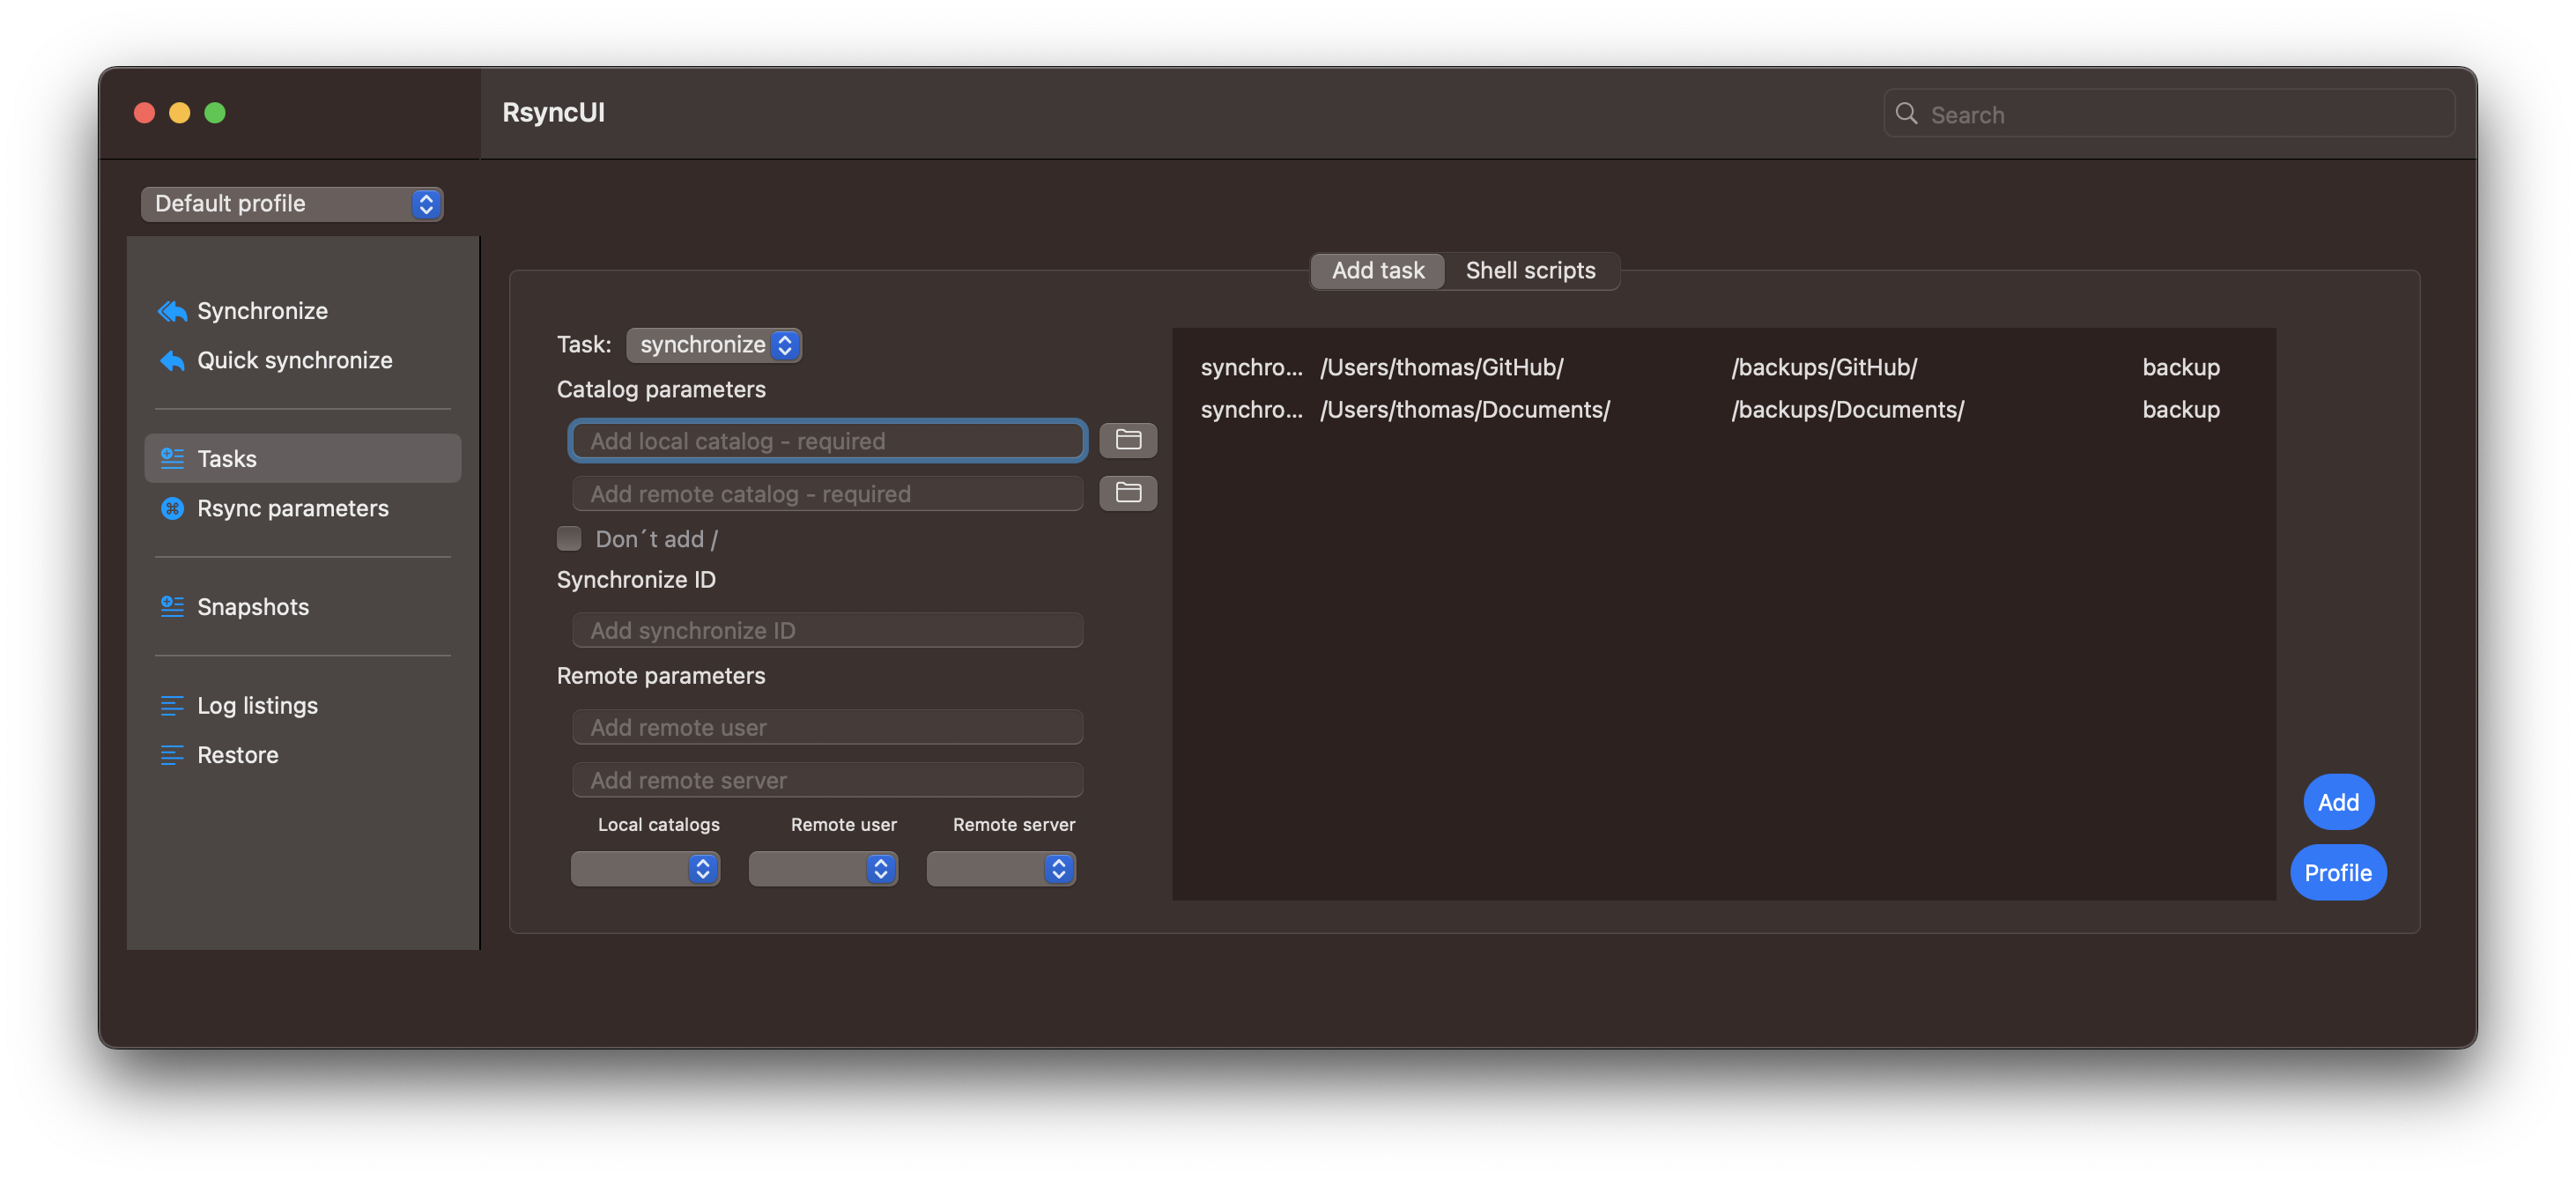 RsyncUI
Search
Default profile
Synchronize
Quick synchronize
Tasks
Rsync parameters
Snapshots
Log listings
Restore
Add task
Shell scripts
Task: synchronize
Catalog parameters
Add local catalog - required
Add remote catalog - required
Don´t add /
Synchronize ID
Add synchronize ID
Remote parameters
Add remote user
Add remote server
Local catalogs Remote user Remote server
synchro... /Users/thomas/GitHub/ /backups/GitHub/ backup
synchro... /Users/thomas/Documents/ /backups/Documents/ backup
Add
Profile